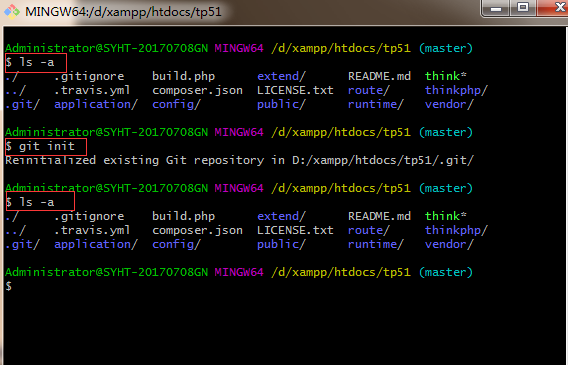 MINGW64:/d/xampp/htdocs/tp51
Administrator@SYHT-20170708GN MINGW64 /d/xampp/htdocs/tp51 (master)
$ ls -a
./ .gitignore build.php extend/ README.md think*
../ .travis.yml composer.json LICENSE.txt route/ thinkphp/
.git/ application/ config/ public/ runtime/ vendor/
Administrator@SYHT-20170708GN MINGW64 /d/xampp/htdocs/tp51 (master)
$ git init
Reinitialized existing Git repository in D:/xampp/htdocs/tp51/.git/
Administrator@SYHT-20170708GN MINGW64 /d/xampp/htdocs/tp51 (master)
$ ls -a
./ .gitignore build.php extend/ README.md think*
../ .travis.yml composer.json LICENSE.txt route/ thinkphp/
.git/ application/ config/ public/ runtime/ vendor/
Administrator@SYHT-20170708GN MINGW64 /d/xampp/htdocs/tp51 (master)
$